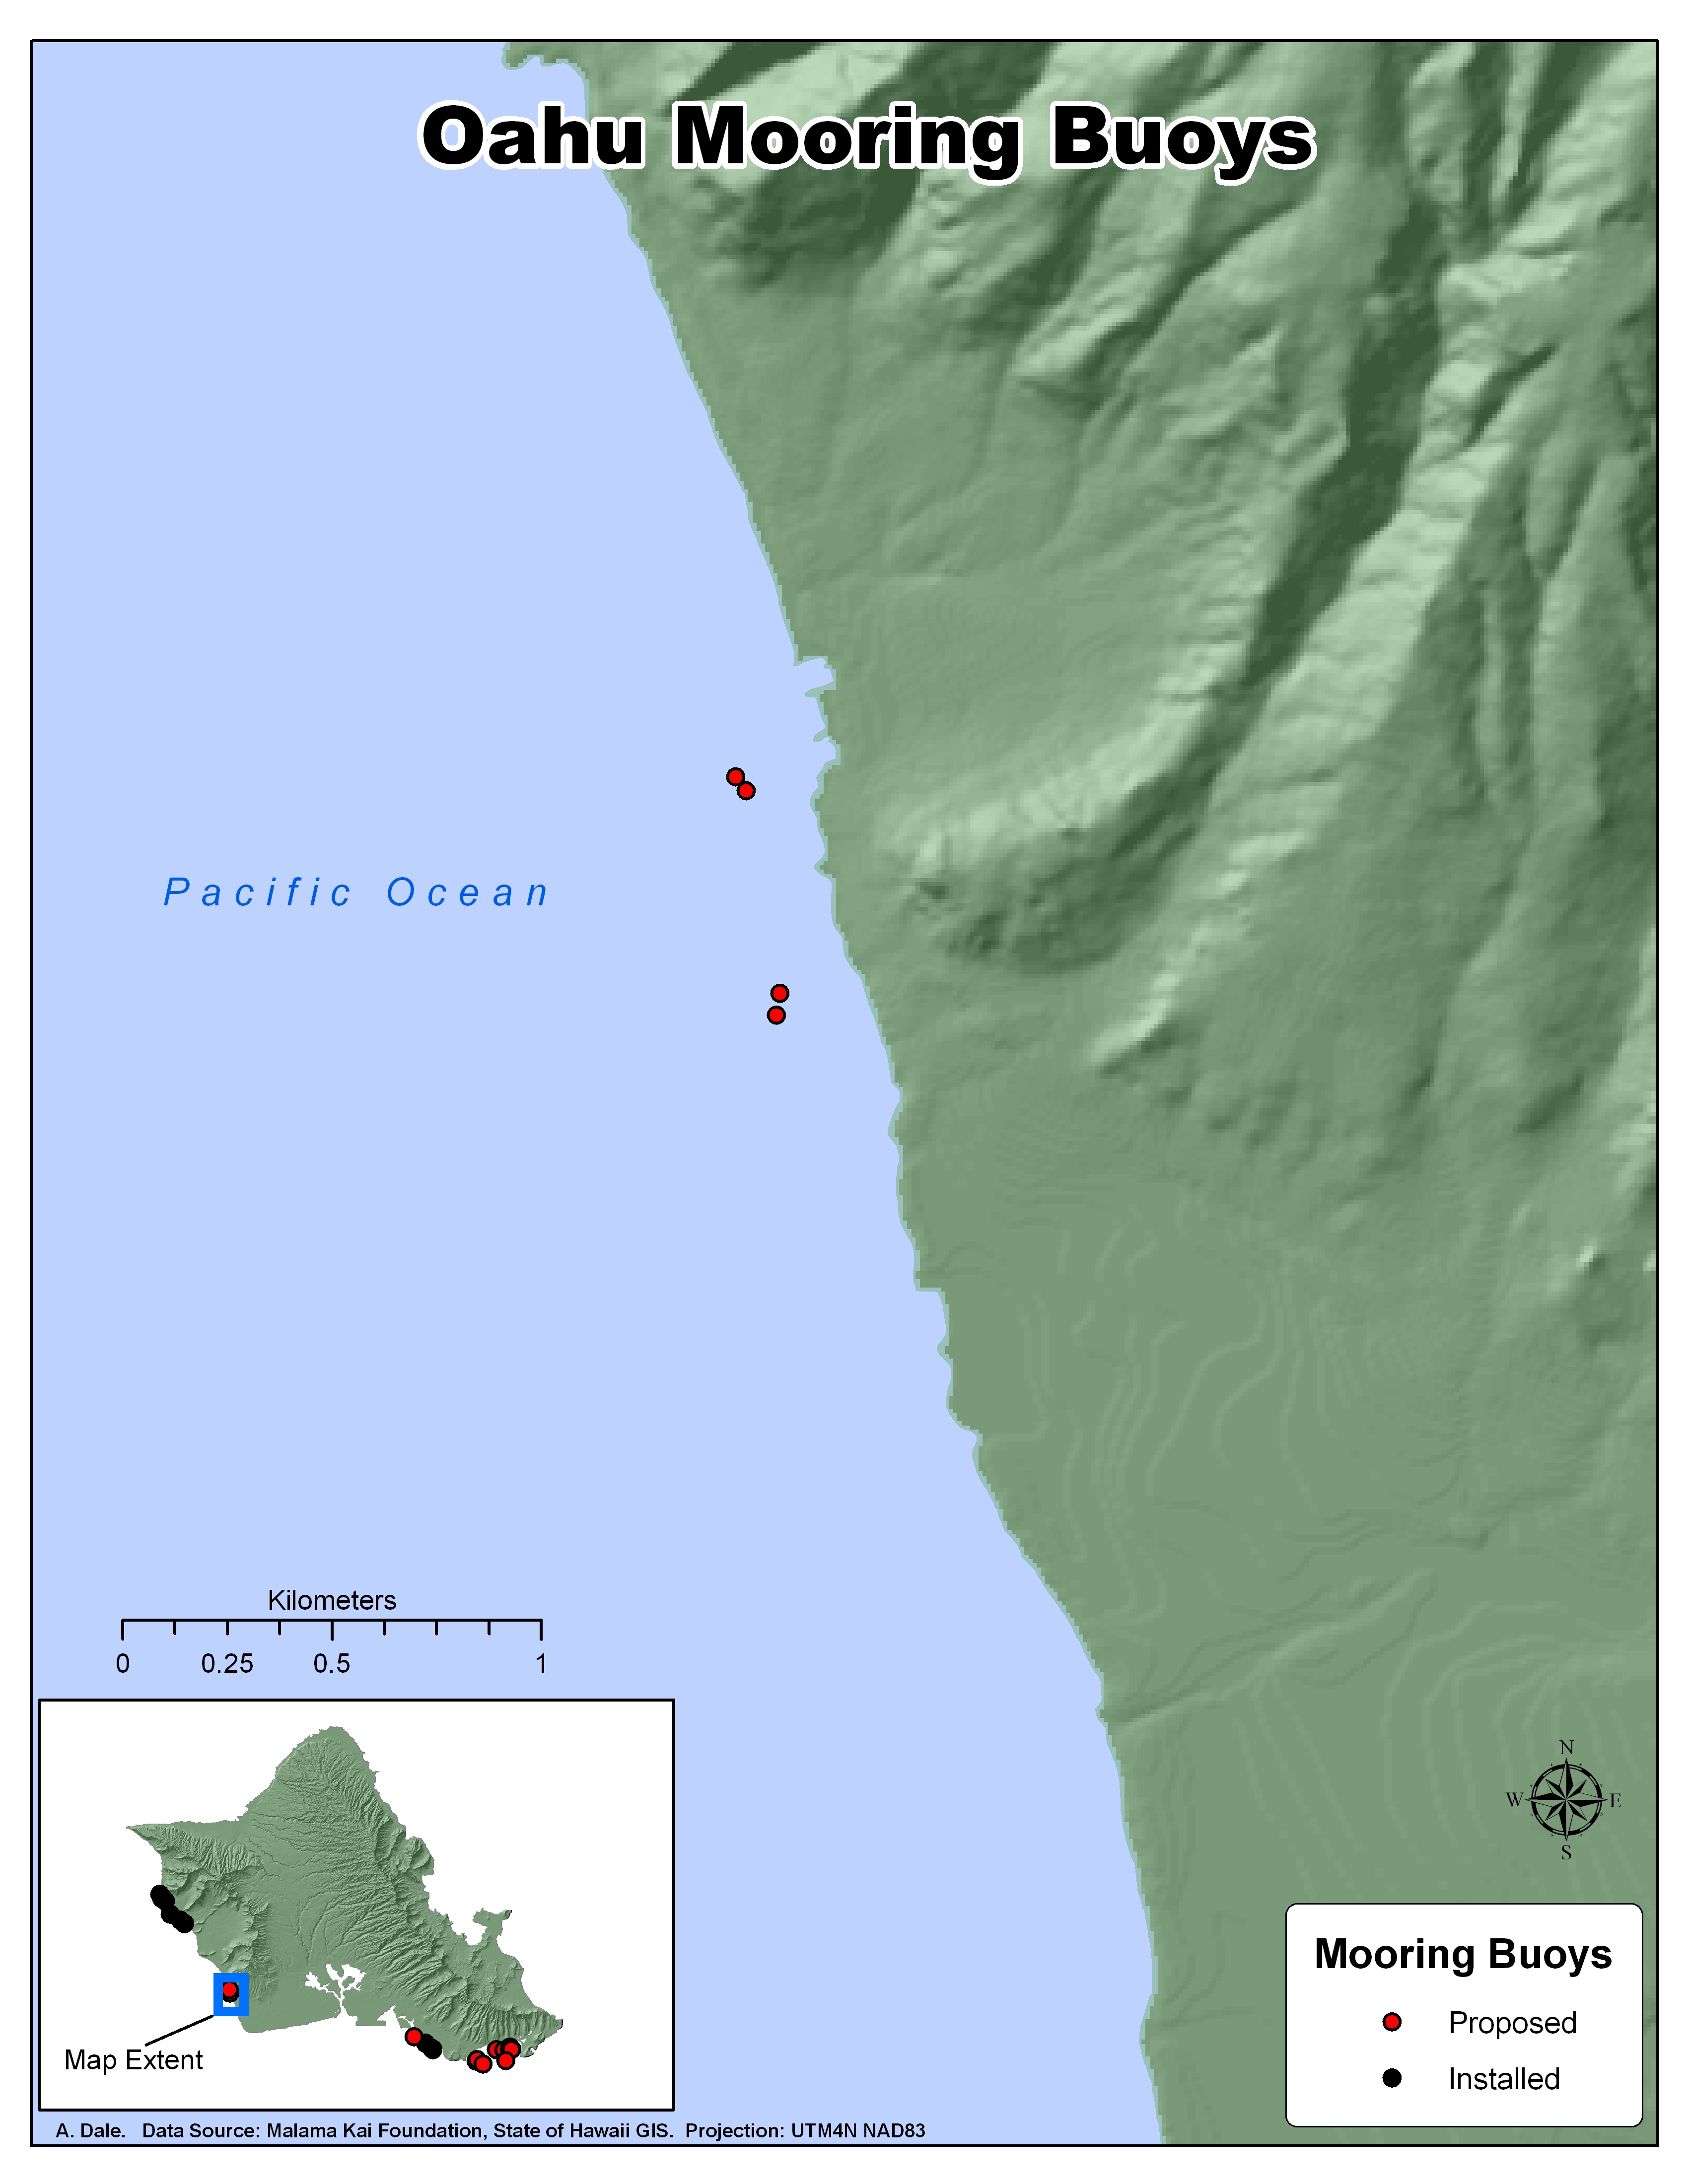 Oahu Mooring Buoys
Pacific Ocean
Kilometers
0 0.25 0.5 1
Map Extent
N
W E
S
Mooring Buoys
Proposed
Installed
A. Dale. Data Source: Malama Kai Foundation, State of Hawaii GIS. Projection: UTM4N NAD83